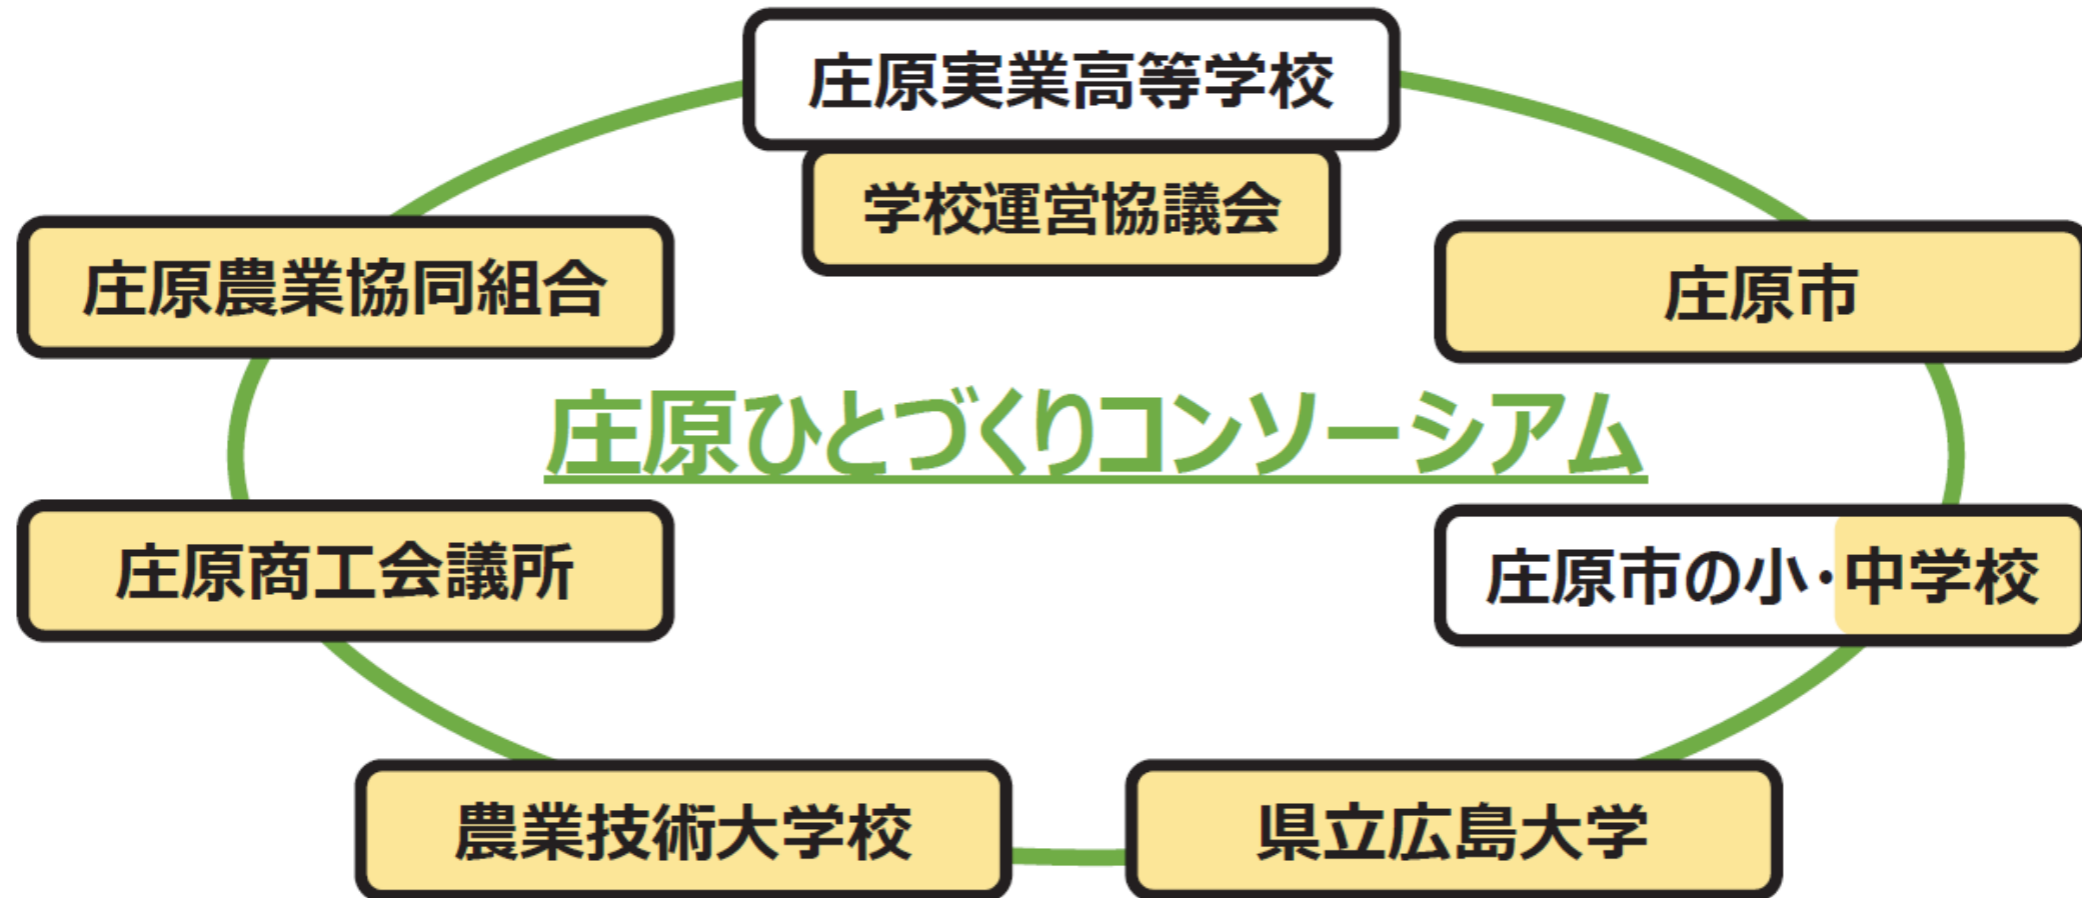 庄原実業高等学校
学校運営協議会
庄原農業協同組合
庄原市
庄原ひとづくりコンソーシアム
庄原商工会議所
庄原市の小・中学校
農業技術大学校
県立広島大学